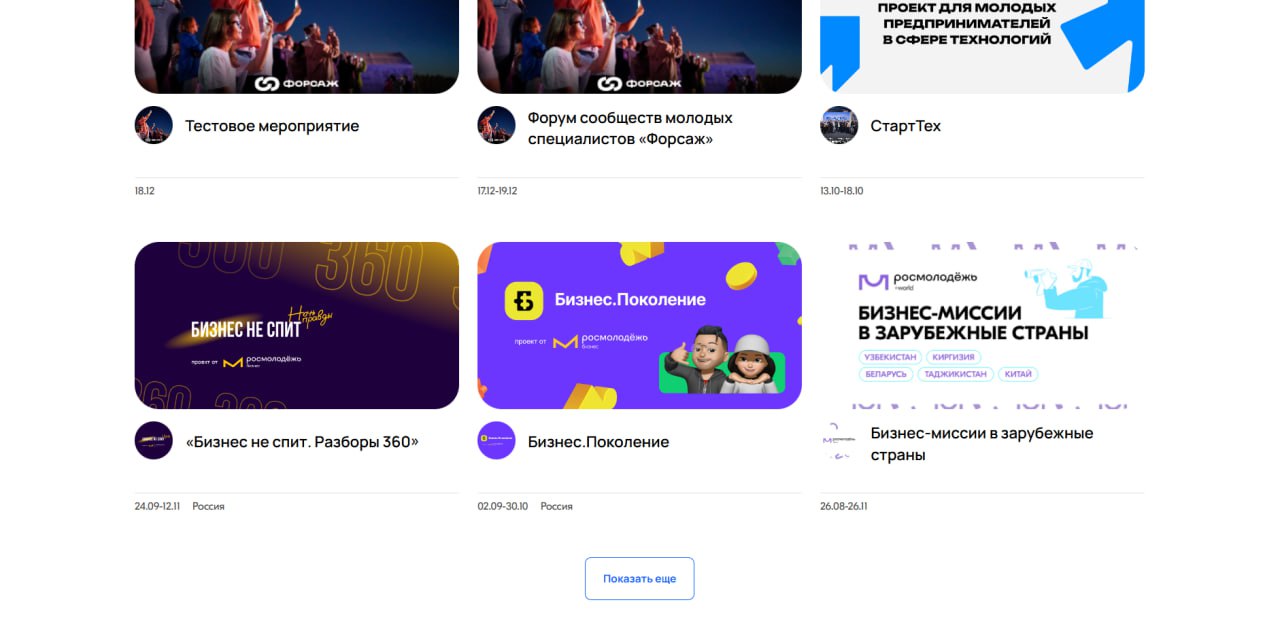 ФОРСАЖ
ФОРСАЖ
ПРОЕКТ ДЛЯ МОЛОДЫХ
ПРЕДПРИНИМАТЕЛЕЙ
В СФЕРЕ ТЕХНОЛОГИЙ
Тестовое мероприятие
Форум сообществ молодых
специалистов «Форсаж»
СтартТех
18.12
17.12-19.12
13.10-18.10
360
360
БИЗНЕС НЕ СПИТ
Ночь
правды
проект от
росмолодёжь
бизнес
360
360
Бизнес.Поколение
проект от
росмолодёжь
бизнес
росмолодёжь
world
БИЗНЕС-МИССИИ
В ЗАРУБЕЖНЫЕ СТРАНЫ
УЗБЕКИСТАН
КИРГИЗИЯ
БЕЛАРУСЬ
ТАДЖИКИСТАН
КИТАЙ
«Бизнес не спит. Разборы 360»
Бизнес.Поколение
Бизнес-миссии в зарубежные
страны
24.09-12.11 Россия
02.09-30.10 Россия
26.08-26.11
Показать еще